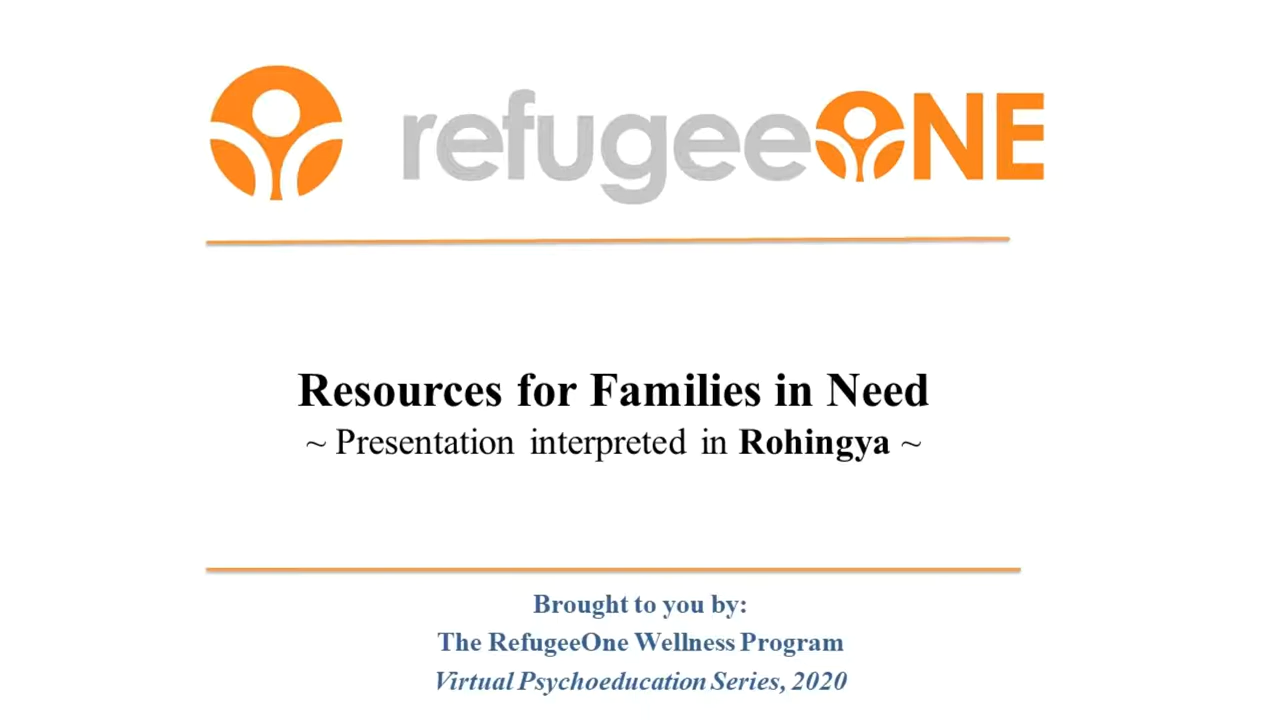 refugeeONE
Resources for Families in Need
~ Presentation interpreted in Rohingya ~
Brought to you by:
The RefugeeOne Wellness Program
Virtual Psychoeducation Series, 2020